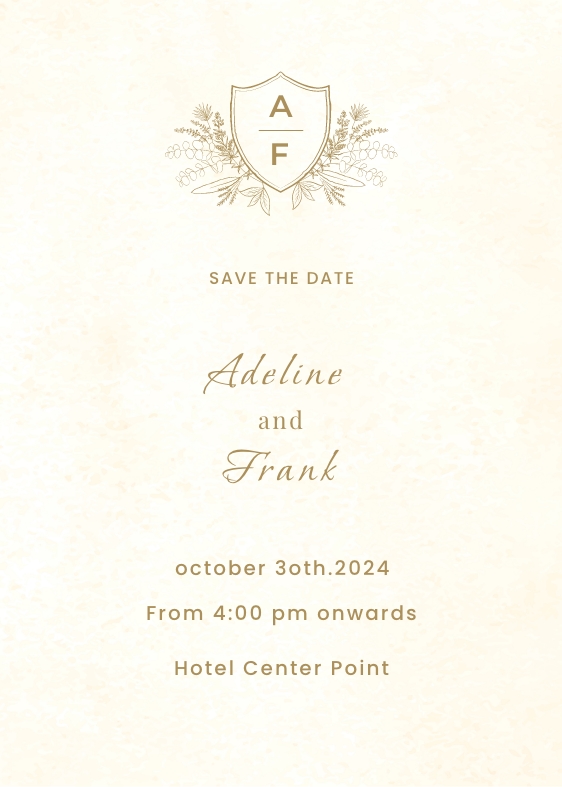 A
F
SAVE THE DATE
Adeline
and
Frank
october 3oth.2024
From 4:00 pm onwards
Hotel Center Point